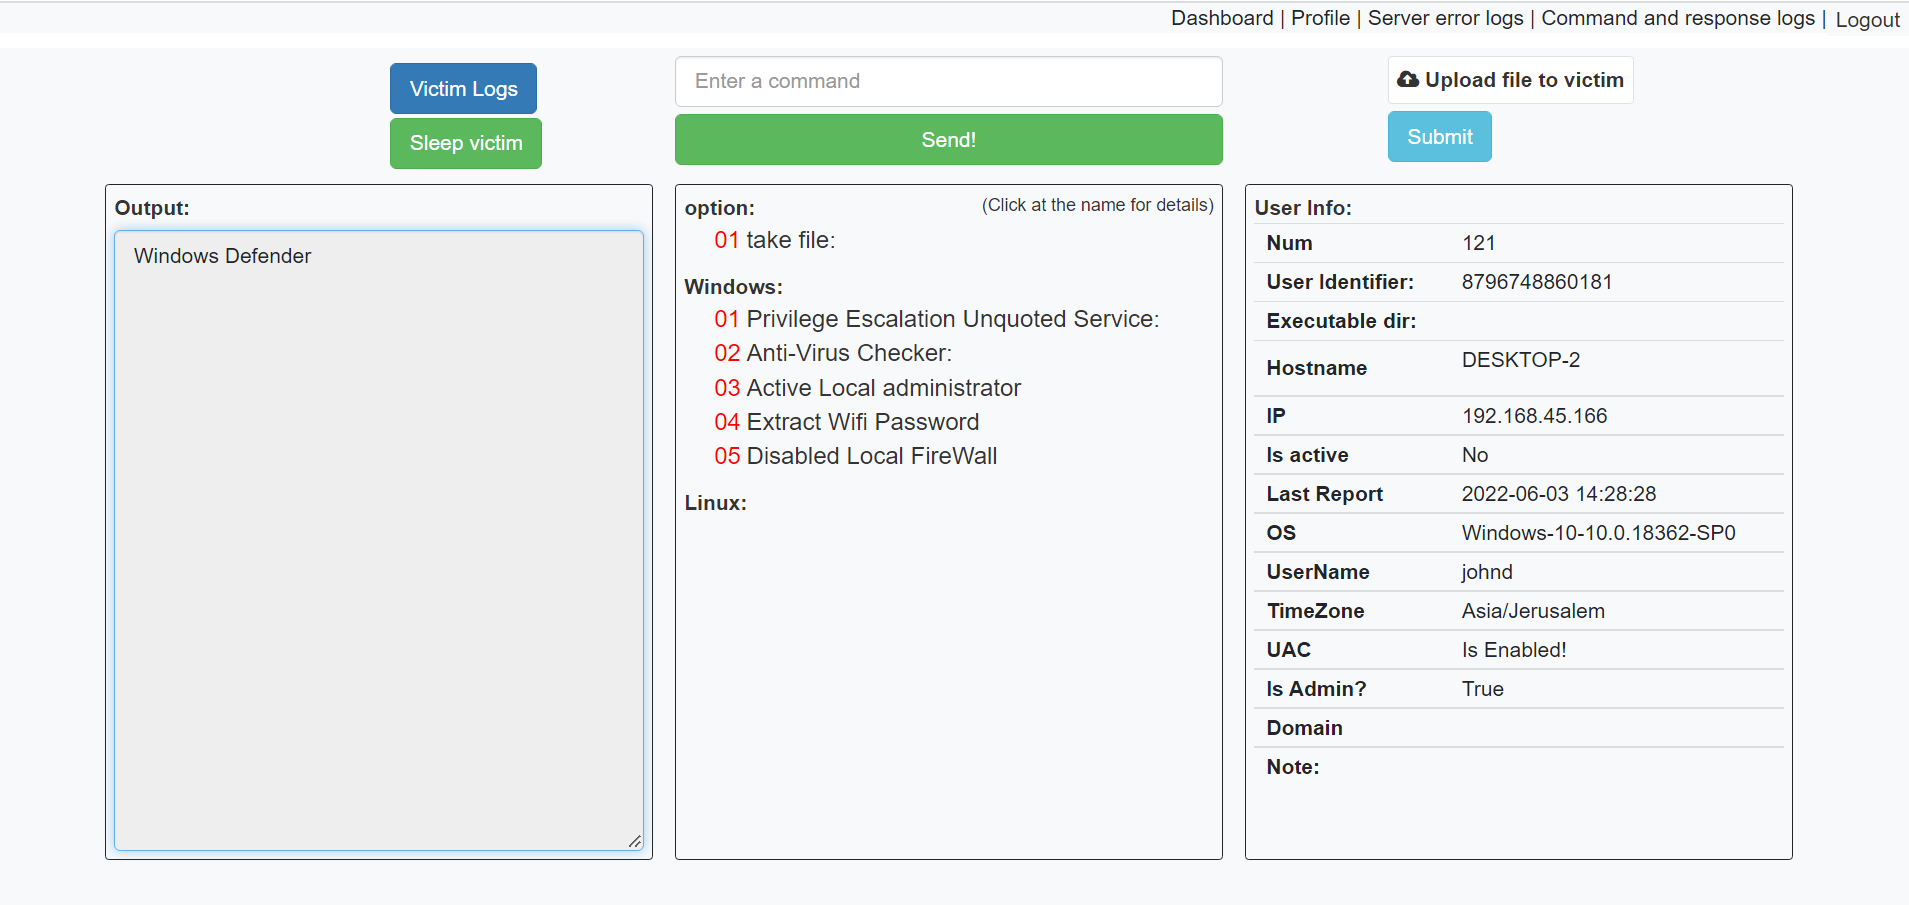 Dashboard | Profile | Server error logs | Command and response logs | Logout
Victim Logs
Sleep victim
Enter a command
Send!
Upload file to victim
Submit
Output:
Windows Defender
option: (Click at the name for details)
01 take file:
Windows:
01 Privilege Escalation Unquoted Service:
02 Anti-Virus Checker:
03 Active Local administrator
04 Extract Wifi Password
05 Disabled Local FireWall
Linux:
User Info:
Num 121
User Identifier: 8796748860181
Executable dir:
Hostname DESKTOP-2
IP 192.168.45.166
Is active No
Last Report 2022-06-03 14:28:28
OS Windows-10-10.0.18362-SP0
UserName johnd
TimeZone Asia/Jerusalem
UAC Is Enabled!
Is Admin? True
Domain
Note: